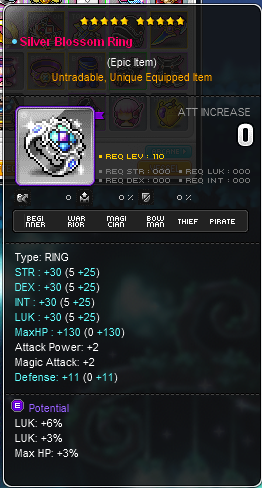 Silver Blossom Ring
(Epic Item)
Untradable, Unique Equipped Item
ATT INCREASE
0
REQ LEV : 110
REQ STR : 000 REQ LUK : 000
REQ DEX : 000 REQ INT : 000
0 0 % 0 %
BEGINNER WARRIOR MAGICIAN BOWMAN THIEF PIRATE
Type: RING
STR : +30 (5 +25)
DEX : +30 (5 +25)
INT : +30 (5 +25)
LUK : +30 (5 +25)
MaxHP : +130 (0 +130)
Attack Power: +2
Magic Attack: +2
Defense: +11 (0 +11)
E Potential
LUK: +6%
LUK: +3%
Max HP: +3%